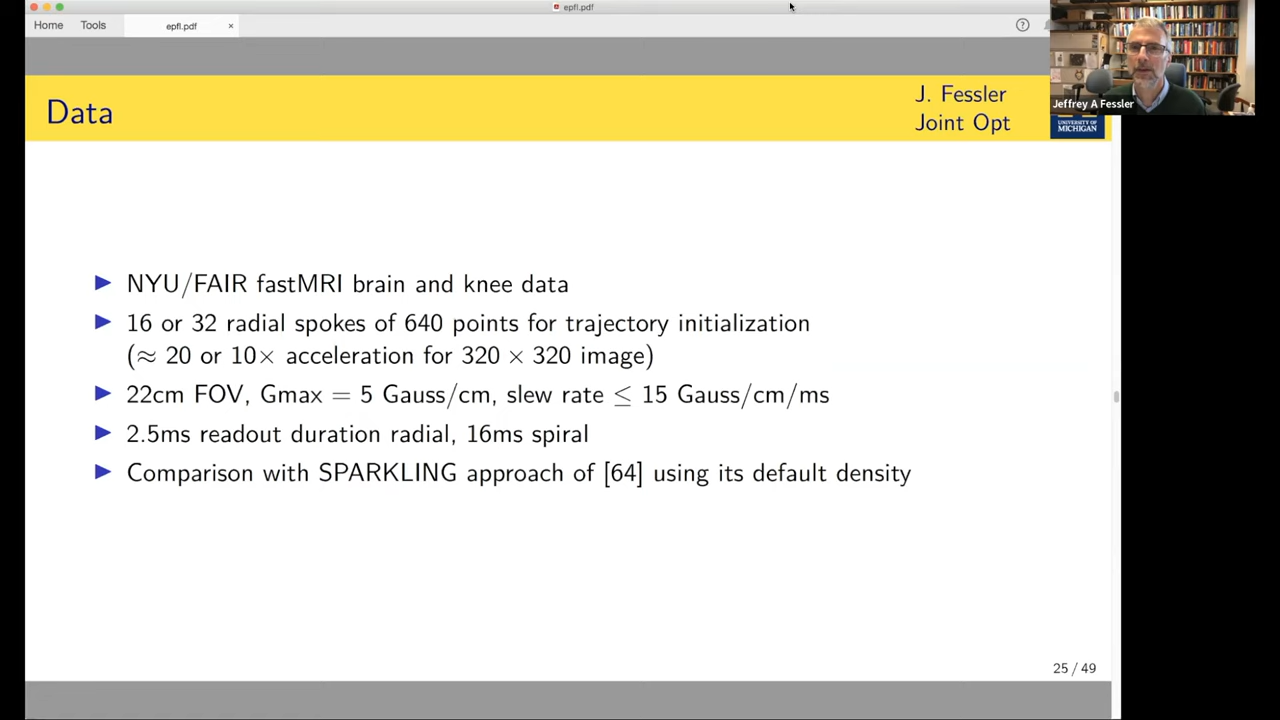 epfl.pdf
Home Tools epfl.pdf ×
?
Jeffrey A Fessler
Data
J. Fessler
Joint Opt
UNIVERSITY OF
MICHIGAN
▶ NYU/FAIR fastMRI brain and knee data
▶ 16 or 32 radial spokes of 640 points for trajectory initialization
(≈ 20 or 10× acceleration for 320 × 320 image)
▶ 22cm FOV, Gmax = 5 Gauss/cm, slew rate ≤ 15 Gauss/cm/ms
▶ 2.5ms readout duration radial, 16ms spiral
▶ Comparison with SPARKLING approach of [64] using its default density
25 / 49